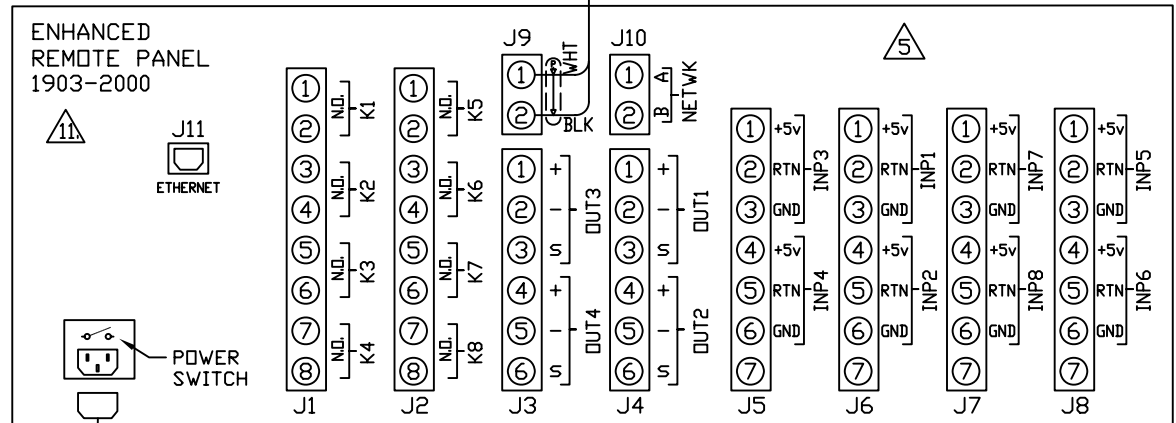 ENHANCED
REMOTE PANEL
1903-2000
11.
J11
ETHERNET
POWER
SWITCH
1
2
3
4
5
6
7
8
N.O.
K1
N.O.
K2
N.O.
K3
N.O.
K4
J1
1
2
3
4
5
6
7
8
N.O.
K5
N.O.
K6
N.O.
K7
N.O.
K8
J2
J9
1
2
P
WHT
BLK
1 +
2 -
3 S
OUT3
4 +
5 -
6 S
OUT4
J3
J10
1 A
2 B
NETWK
1 +
2 -
3 S
OUT1
4 +
5 -
6 S
OUT2
J4
5
1 +5v
2 RTN
3 GND
INP3
4 +5v
5 RTN
6 GND
INP4
7
J5
1 +5v
2 RTN
3 GND
INP1
4 +5v
5 RTN
6 GND
INP2
7
J6
1 +5v
2 RTN
3 GND
INP7
4 +5v
5 RTN
6 GND
INP8
7
J7
1 +5v
2 RTN
3 GND
INP5
4 +5v
5 RTN
6 GND
INP6
7
J8